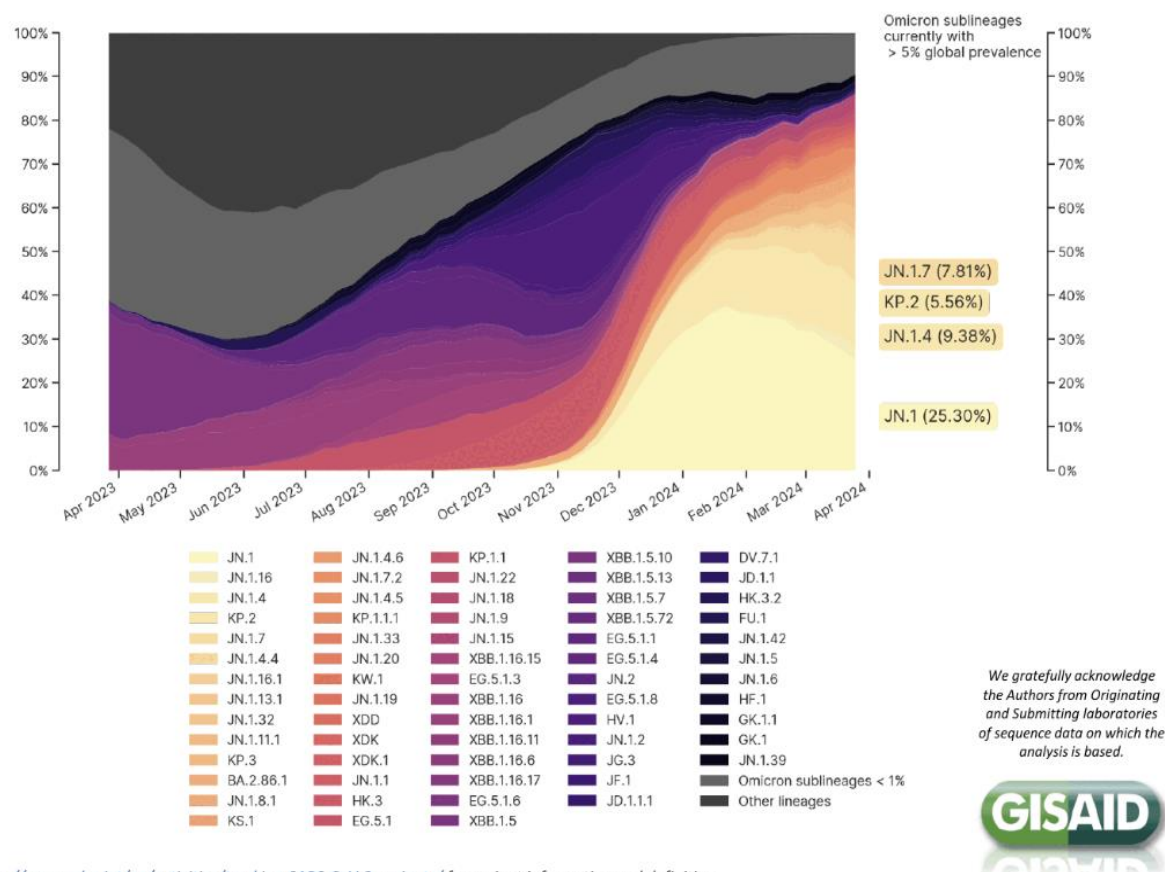 Omicron sublineages
currently with
> 5% global prevalence
100%
90%
80%
70%
60%
50%
40%
30%
20%
10%
0%
100%
90%
80%
70%
60%
50%
40%
30%
20%
10%
0%
JN.1.7 (7.81%)
KP.2 (5.56%)
JN.1.4 (9.38%)
JN.1 (25.30%)
Apr 2023
May 2023
Jun 2023
Jul 2023
Aug 2023
Sep 2023
Oct 2023
Nov 2023
Dec 2023
Jan 2024
Feb 2024
Mar 2024
Apr 2024
JN.1
JN.1.16
JN.1.4
KP.2
JN.1.7
JN.1.4.4
JN.1.16.1
JN.1.13.1
JN.1.32
JN.1.11.1
KP.3
BA.2.86.1
JN.1.8.1
KS.1
JN.1.4.6
JN.1.7.2
JN.1.4.5
KP.1.1.1
JN.1.33
JN.1.20
KW.1
JN.1.19
XDD
XDK
XDK.1
JN.1.1
HK.3
EG.5.1
KP.1.1
JN.1.22
JN.1.18
JN.1.9
JN.1.15
XBB.1.16.15
EG.5.1.3
XBB.1.16
XBB.1.16.1
XBB.1.16.11
XBB.1.16.6
XBB.1.16.17
EG.5.1.6
XBB.1.5
XBB.1.5.10
XBB.1.5.13
XBB.1.5.7
XBB.1.5.72
EG.5.1.1
EG.5.1.4
JN.2
EG.5.1.8
HV.1
JN.1.2
JG.3
JF.1
JD.1.1.1
DV.7.1
JD.1.1
HK.3.2
FU.1
JN.1.42
JN.1.5
JN.1.6
HF.1
GK.1.1
GK.1
JN.1.39
Omicron sublineages < 1%
Other lineages
We gratefully acknowledge
the Authors from Originating
and Submitting laboratories
of sequence data on which the
analysis is based.
GISAID